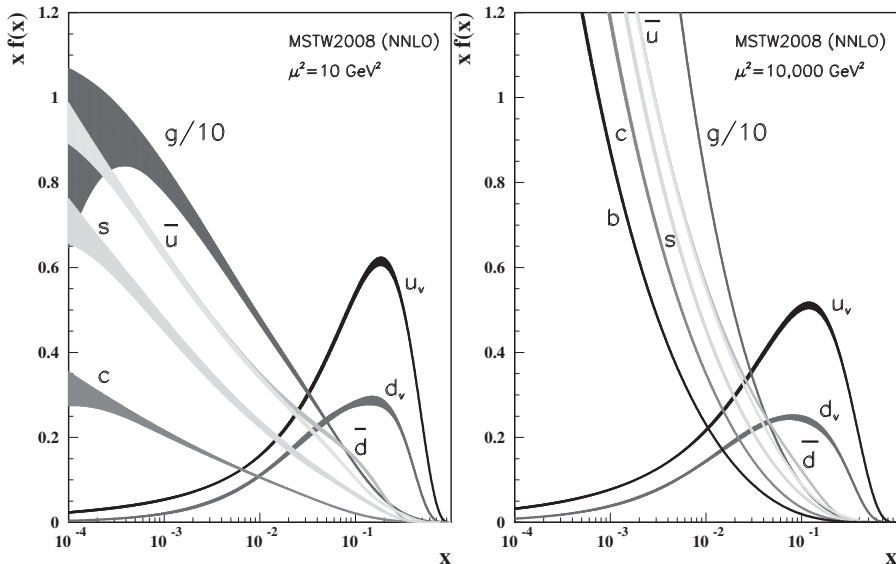 x f(x)
1.2
1
0.8
0.6
0.4
0.2
0
MSTW2008 (NNLO)
μ²=10 GeV²
g/10
s
ū
c
u_v
d_v
d̄
10⁻⁴
10⁻³
10⁻²
10⁻¹
x
x f(x)
1.2
1
0.8
0.6
0.4
0.2
0
ū
MSTW2008 (NNLO)
μ²=10,000 GeV²
c
g/10
b
s
u_v
d_v
d̄
10⁻⁴
10⁻³
10⁻²
10⁻¹
x